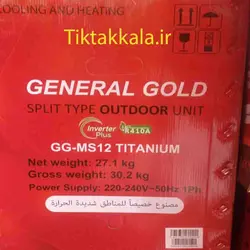 COOLING AND HEATING
Tiktakkala.ir
GENERAL GOLD
SPLIT TYPE OUTDOOR UNIT
Inverter Plus R410A
GG-MS12 TITANIUM
Net weight: 27.1 kg
Gross weight: 30.2 kg
Power Supply: 220-240V~50Hz 1Ph
مصنوع خصيصاً للمناطق شديدة الحرارة